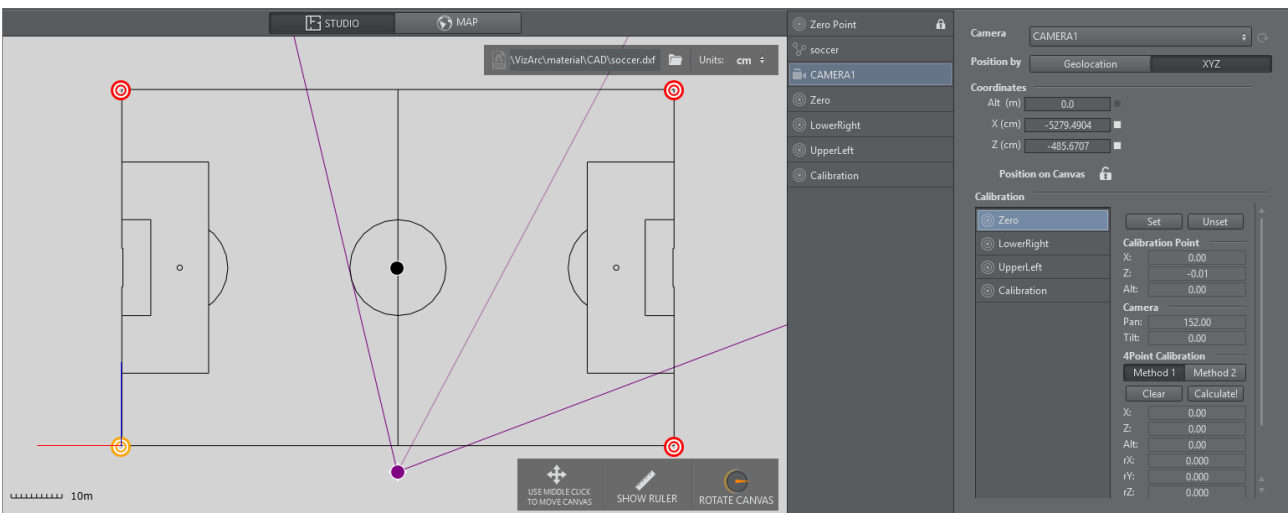 STUDIO MAP
\VizArc\material\CAD\soccer.dxf Units: cm
10m
USE MIDDLE CLICK
TO MOVE CANVAS
SHOW RULER
ROTATE CANVAS
Zero Point
soccer
CAMERA1
Zero
LowerRight
UpperLeft
Calibration
Camera CAMERA1
Position by Geolocation XYZ
Coordinates
Alt (m) 0.0
X (cm) -5279.4904
Z (cm) -485.6707
Position on Canvas
Calibration
Zero
LowerRight
UpperLeft
Calibration
Set Unset
Calibration Point
X: 0.00
Z: -0.01
Alt: 0.00
Camera
Pan: 152.00
Tilt: 0.00
4Point Calibration
Method 1 Method 2
Clear Calculate!
X: 0.00
Z: 0.00
Alt: 0.00
rX: 0.000
rY: 0.000
rZ: 0.000